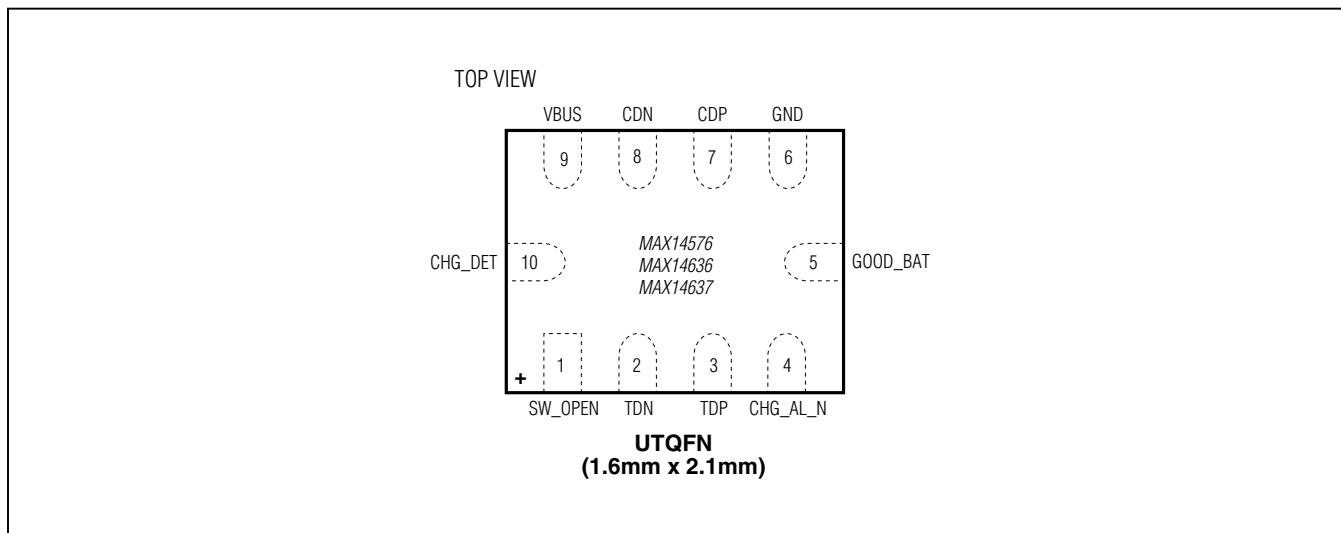 TOP VIEW
VBUS CDN CDP GND
9 8 7 6
CHG_DET 10 MAX14576 5 GOOD_BAT
MAX14636
MAX14637
1 2 3 4
+
SW_OPEN TDN TDP CHG_AL_N
UTQFN
(1.6mm x 2.1mm)